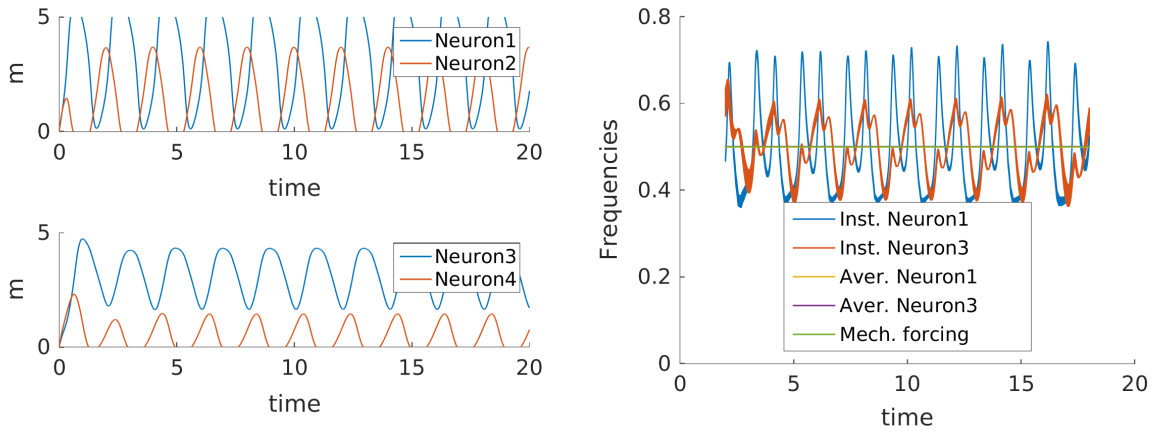 5
m
0
Neuron1
Neuron2
0 5 10 15 20
time
5
m
0
Neuron3
Neuron4
0 5 10 15 20
time
0.8
0.6
0.4
0.2
0
Frequencies
Inst. Neuron1
Inst. Neuron3
Aver. Neuron1
Aver. Neuron3
Mech. forcing
0 5 10 15 20
time